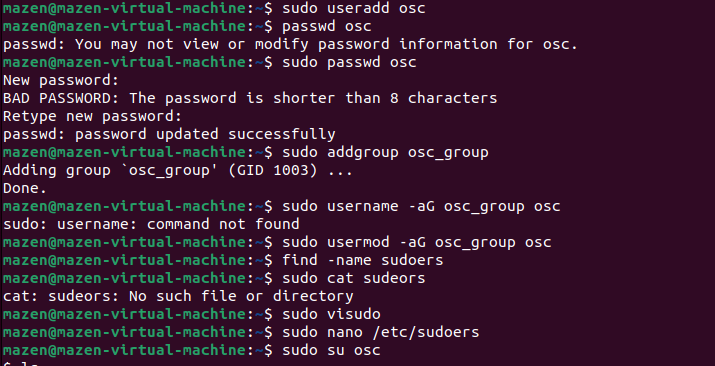 mazen@mazen-virtual-machine:~$ sudo useradd osc
mazen@mazen-virtual-machine:~$ passwd osc
passwd: You may not view or modify password information for osc.
mazen@mazen-virtual-machine:~$ sudo passwd osc
New password:
BAD PASSWORD: The password is shorter than 8 characters
Retype new password:
passwd: password updated successfully
mazen@mazen-virtual-machine:~$ sudo addgroup osc_group
Adding group `osc_group' (GID 1003) ...
Done.
mazen@mazen-virtual-machine:~$ sudo username -aG osc_group osc
sudo: username: command not found
mazen@mazen-virtual-machine:~$ sudo usermod -aG osc_group osc
mazen@mazen-virtual-machine:~$ find -name sudoers
mazen@mazen-virtual-machine:~$ sudo cat sudeors
cat: sudeors: No such file or directory
mazen@mazen-virtual-machine:~$ sudo visudo
mazen@mazen-virtual-machine:~$ sudo nano /etc/sudoers
mazen@mazen-virtual-machine:~$ sudo su osc